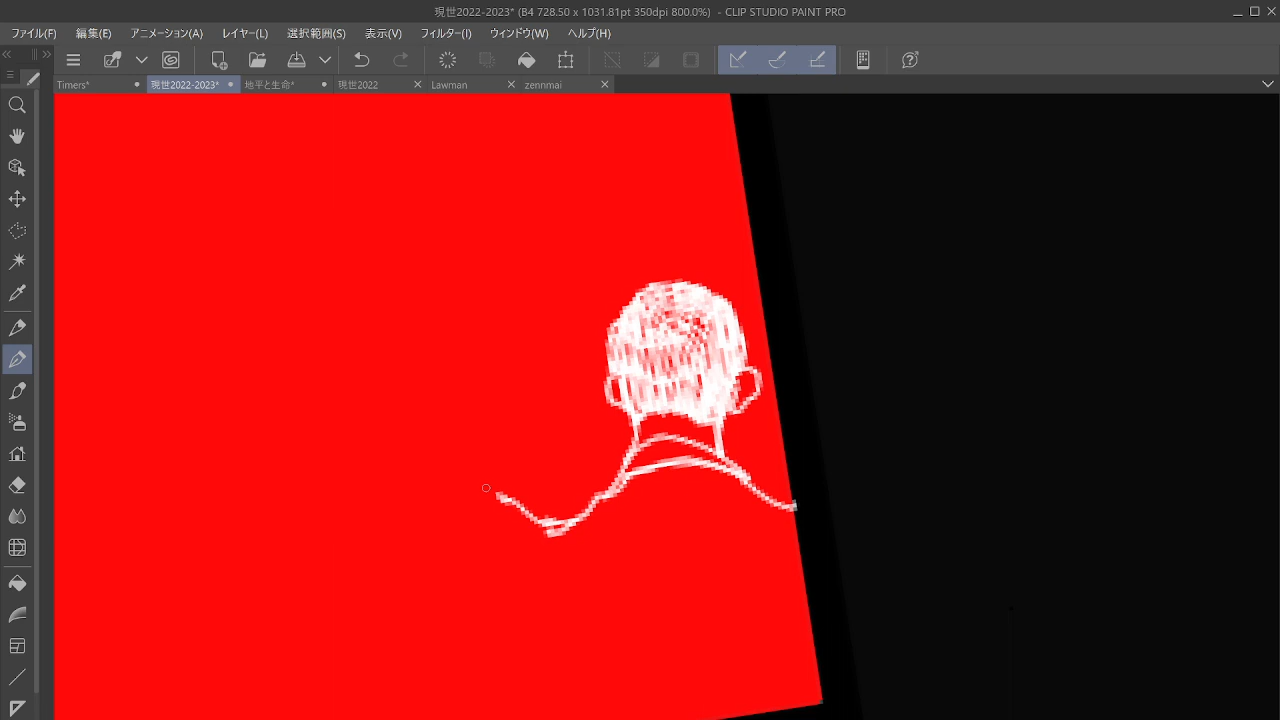 現世2022-2023* (B4 728.50 x 1031.81pt 350dpi 800.0%) - CLIP STUDIO PAINT PRO
ファイル(F) 編集(E) アニメーション(A) レイヤー(L) 選択範囲(S) 表示(V) フィルター(I) ウィンドウ(W) ヘルプ(H)
Timers* 現世2022-2023* 地平と生命* 現世2022 Lawman zennmai